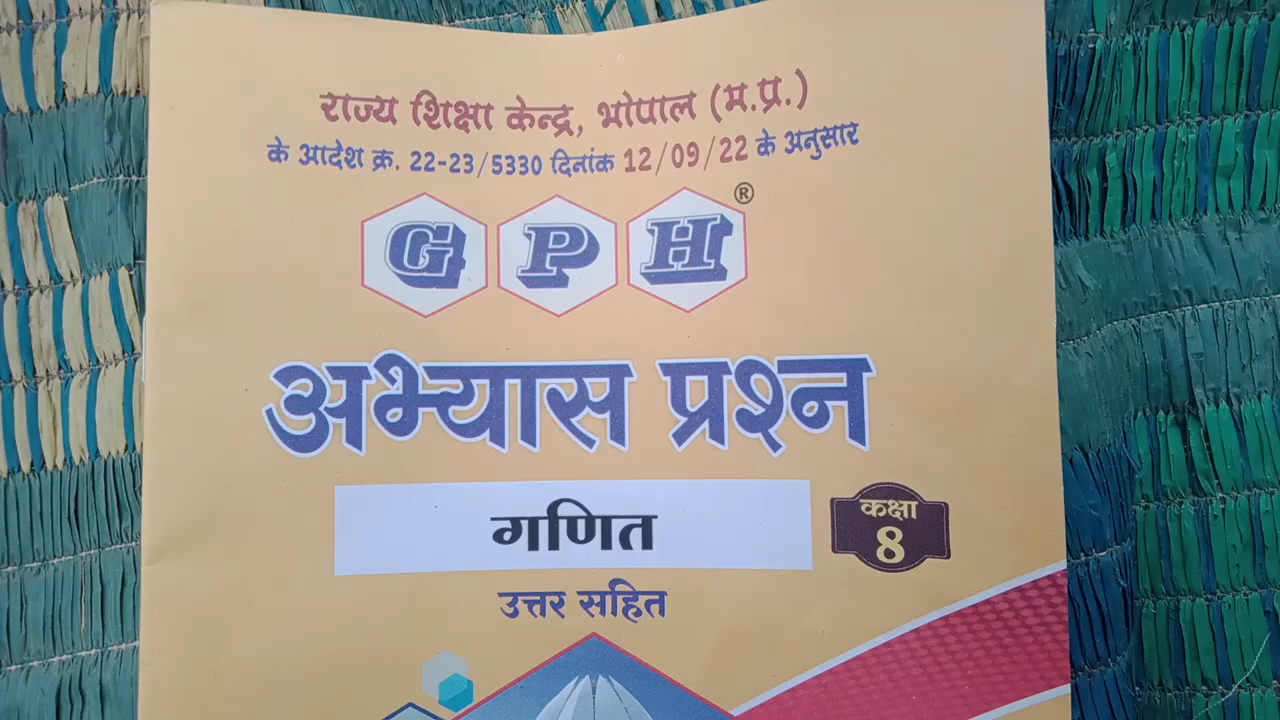 राज्य शिक्षा केन्द्र, भोपाल (म.प्र.)
के आदेश क्र. 22-23/5330 दिनांक 12/09/22 के अनुसार
GPH®
अभ्यास प्रश्न
गणित
कक्षा
8
उत्तर सहित